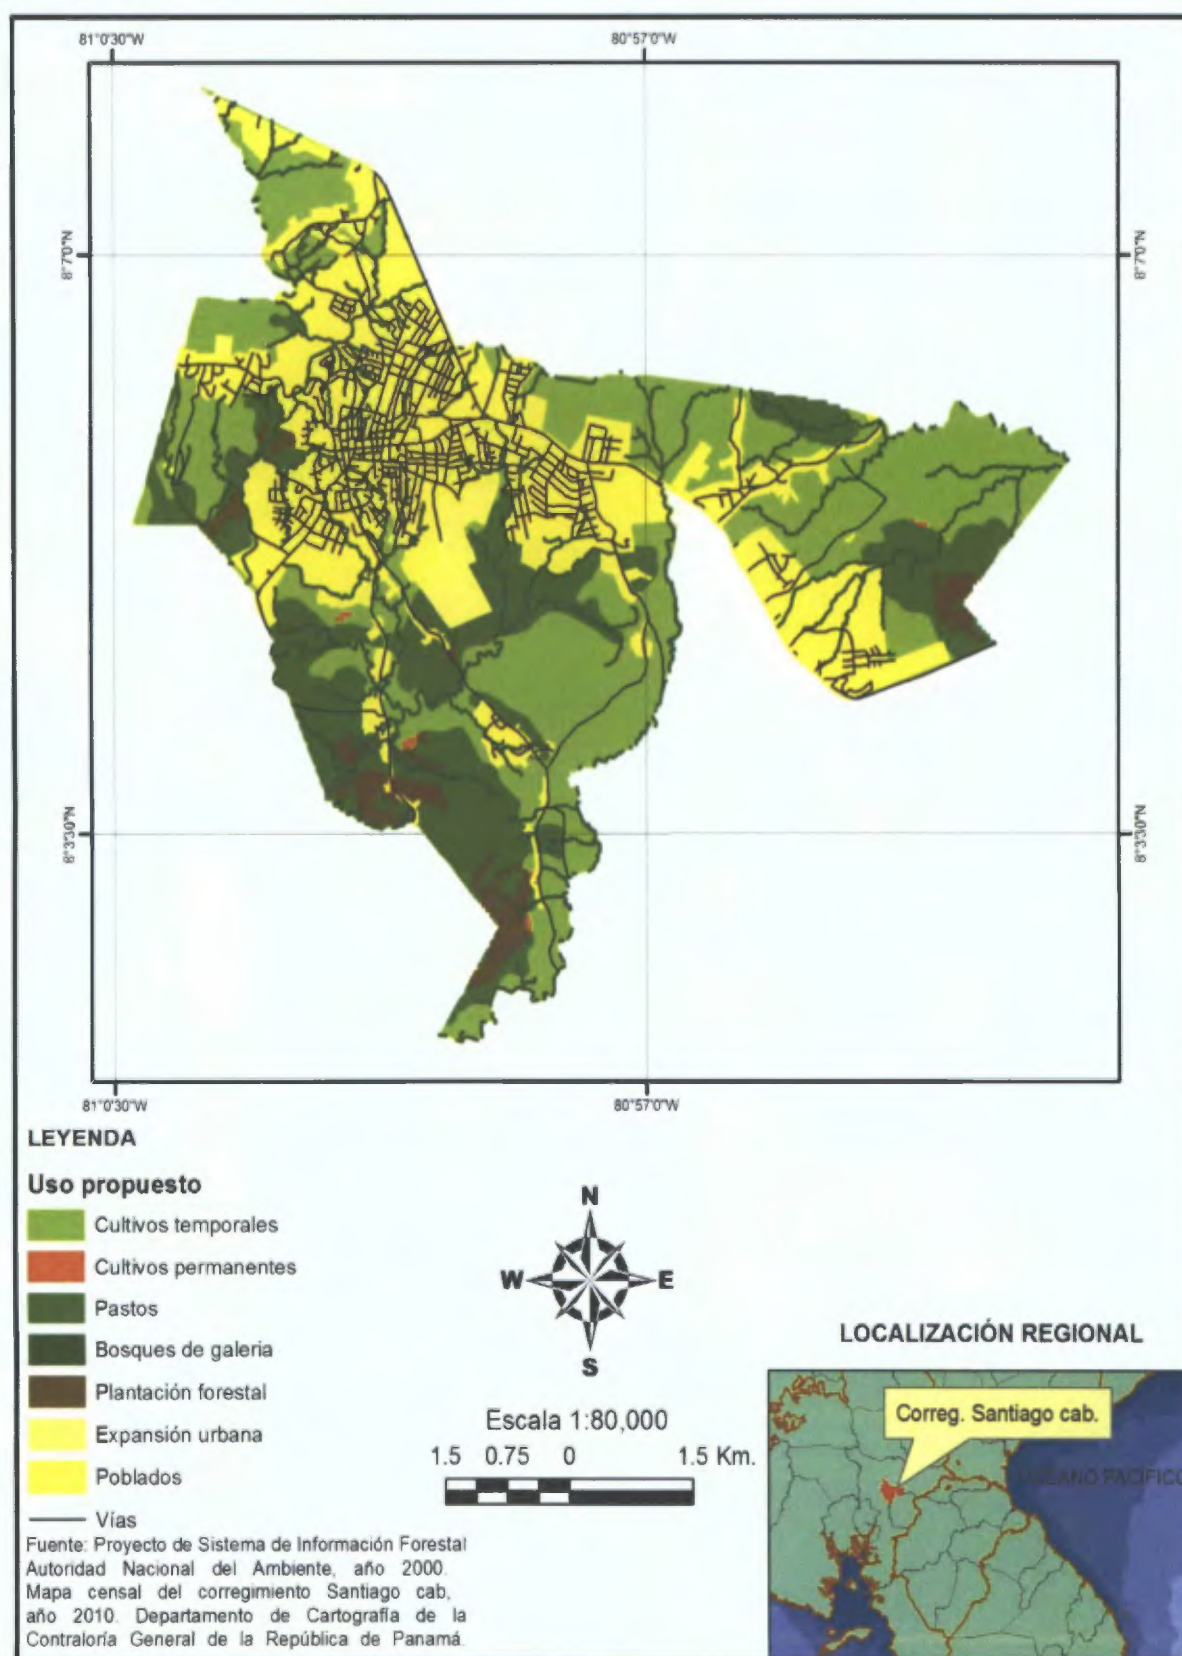 81°0'30"W 80°57'0"W
8°7'0"N 8°7'0"N
8°3'30"N 8°3'30"N
81°0'30"W 80°57'0"W
LEYENDA
Uso propuesto
Cultivos temporales
Cultivos permanentes
Pastos
Bosques de galeria
Plantación forestal
Expansión urbana
Poblados
Vías
Fuente: Proyecto de Sistema de Información Forestal
Autoridad Nacional del Ambiente, año 2000.
Mapa censal del corregimiento Santiago cab,
año 2010. Departamento de Cartografía de la
Contraloría General de la República de Panamá.
N
W E
S
Escala 1:80,000
1.5 0.75 0 1.5 Km.
LOCALIZACIÓN REGIONAL
Correg. Santiago cab.
OCEANO PACIFICO